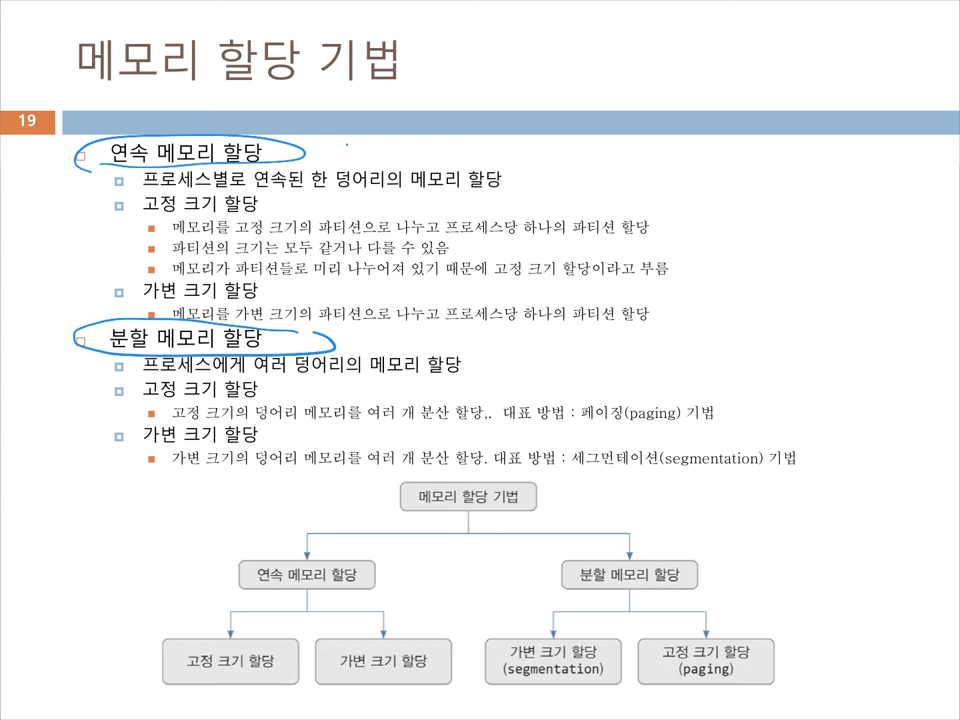 메모리 할당 기법
19
연속 메모리 할당
프로세스별로 연속된 한 덩어리의 메모리 할당
고정 크기 할당
메모리를 고정 크기의 파티션으로 나누고 프로세스당 하나의 파티션 할당
파티션의 크기는 모두 같거나 다를 수 있음
메모리가 파티션들로 미리 나누어져 있기 때문에 고정 크기 할당이라고 부름
가변 크기 할당
메모리를 가변 크기의 파티션으로 나누고 프로세스당 하나의 파티션 할당
분할 메모리 할당
프로세스에게 여러 덩어리의 메모리 할당
고정 크기 할당
고정 크기의 덩어리 메모리를 여러 개 분산 할당,. 대표 방법 : 페이징(paging) 기법
가변 크기 할당
가변 크기의 덩어리 메모리를 여러 개 분산 할당. 대표 방법 : 세그먼테이션(segmentation) 기법
메모리 할당 기법
연속 메모리 할당
분할 메모리 할당
고정 크기 할당
가변 크기 할당
가변 크기 할당
(segmentation)
고정 크기 할당
(paging)